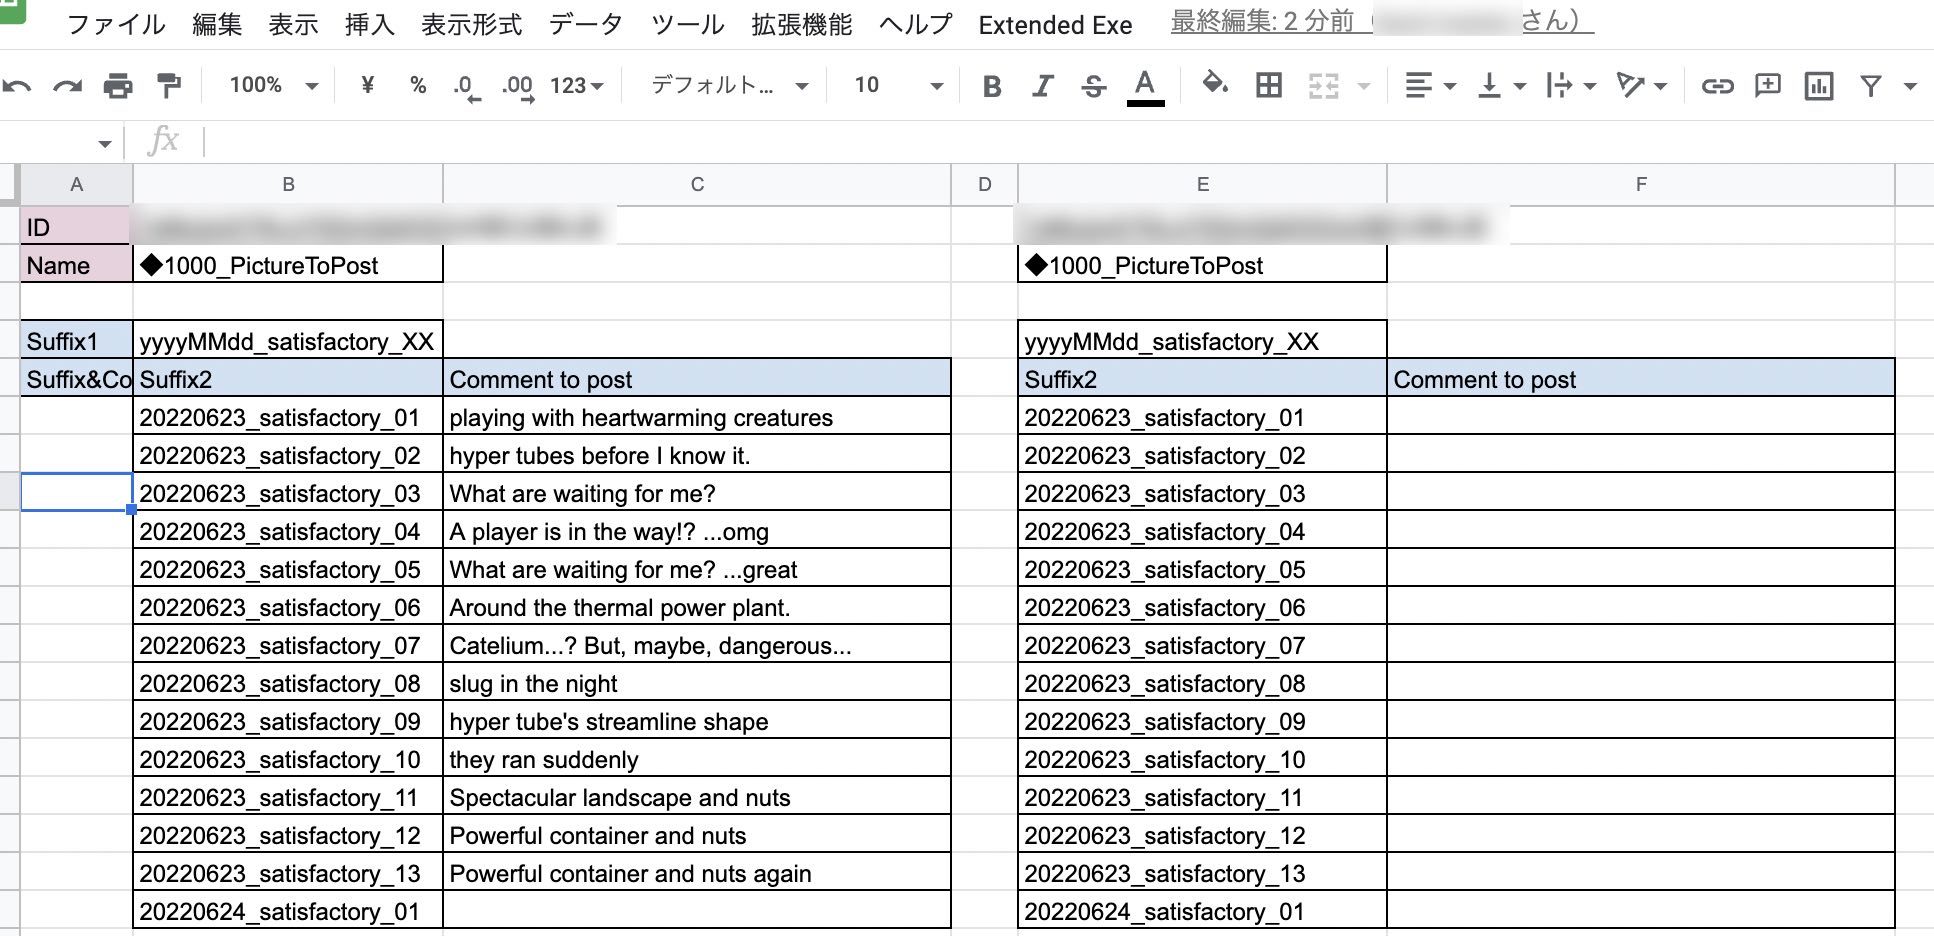 ファイル 編集 表示 挿入 表示形式 データ ツール 拡張機能 ヘルプ Extended Exe 最終編集: 2 分前 ( さん）
100% ¥ % .0 .00 123 デフォルト... 10 B I S A
fx
A B C D E F
ID
Name ◆1000_PictureToPost ◆1000_PictureToPost
Suffix1 yyyyMMdd_satisfactory_XX yyyyMMdd_satisfactory_XX
Suffix&Co Suffix2 Comment to post Suffix2 Comment to post
20220623_satisfactory_01 playing with heartwarming creatures 20220623_satisfactory_01
20220623_satisfactory_02 hyper tubes before I know it. 20220623_satisfactory_02
20220623_satisfactory_03 What are waiting for me? 20220623_satisfactory_03
20220623_satisfactory_04 A player is in the way!? ...omg 20220623_satisfactory_04
20220623_satisfactory_05 What are waiting for me? ...great 20220623_satisfactory_05
20220623_satisfactory_06 Around the thermal power plant. 20220623_satisfactory_06
20220623_satisfactory_07 Catelium...? But, maybe, dangerous... 20220623_satisfactory_07
20220623_satisfactory_08 slug in the night 20220623_satisfactory_08
20220623_satisfactory_09 hyper tube's streamline shape 20220623_satisfactory_09
20220623_satisfactory_10 they ran suddenly 20220623_satisfactory_10
20220623_satisfactory_11 Spectacular landscape and nuts 20220623_satisfactory_11
20220623_satisfactory_12 Powerful container and nuts 20220623_satisfactory_12
20220623_satisfactory_13 Powerful container and nuts again 20220623_satisfactory_13
20220624_satisfactory_01 20220624_satisfactory_01